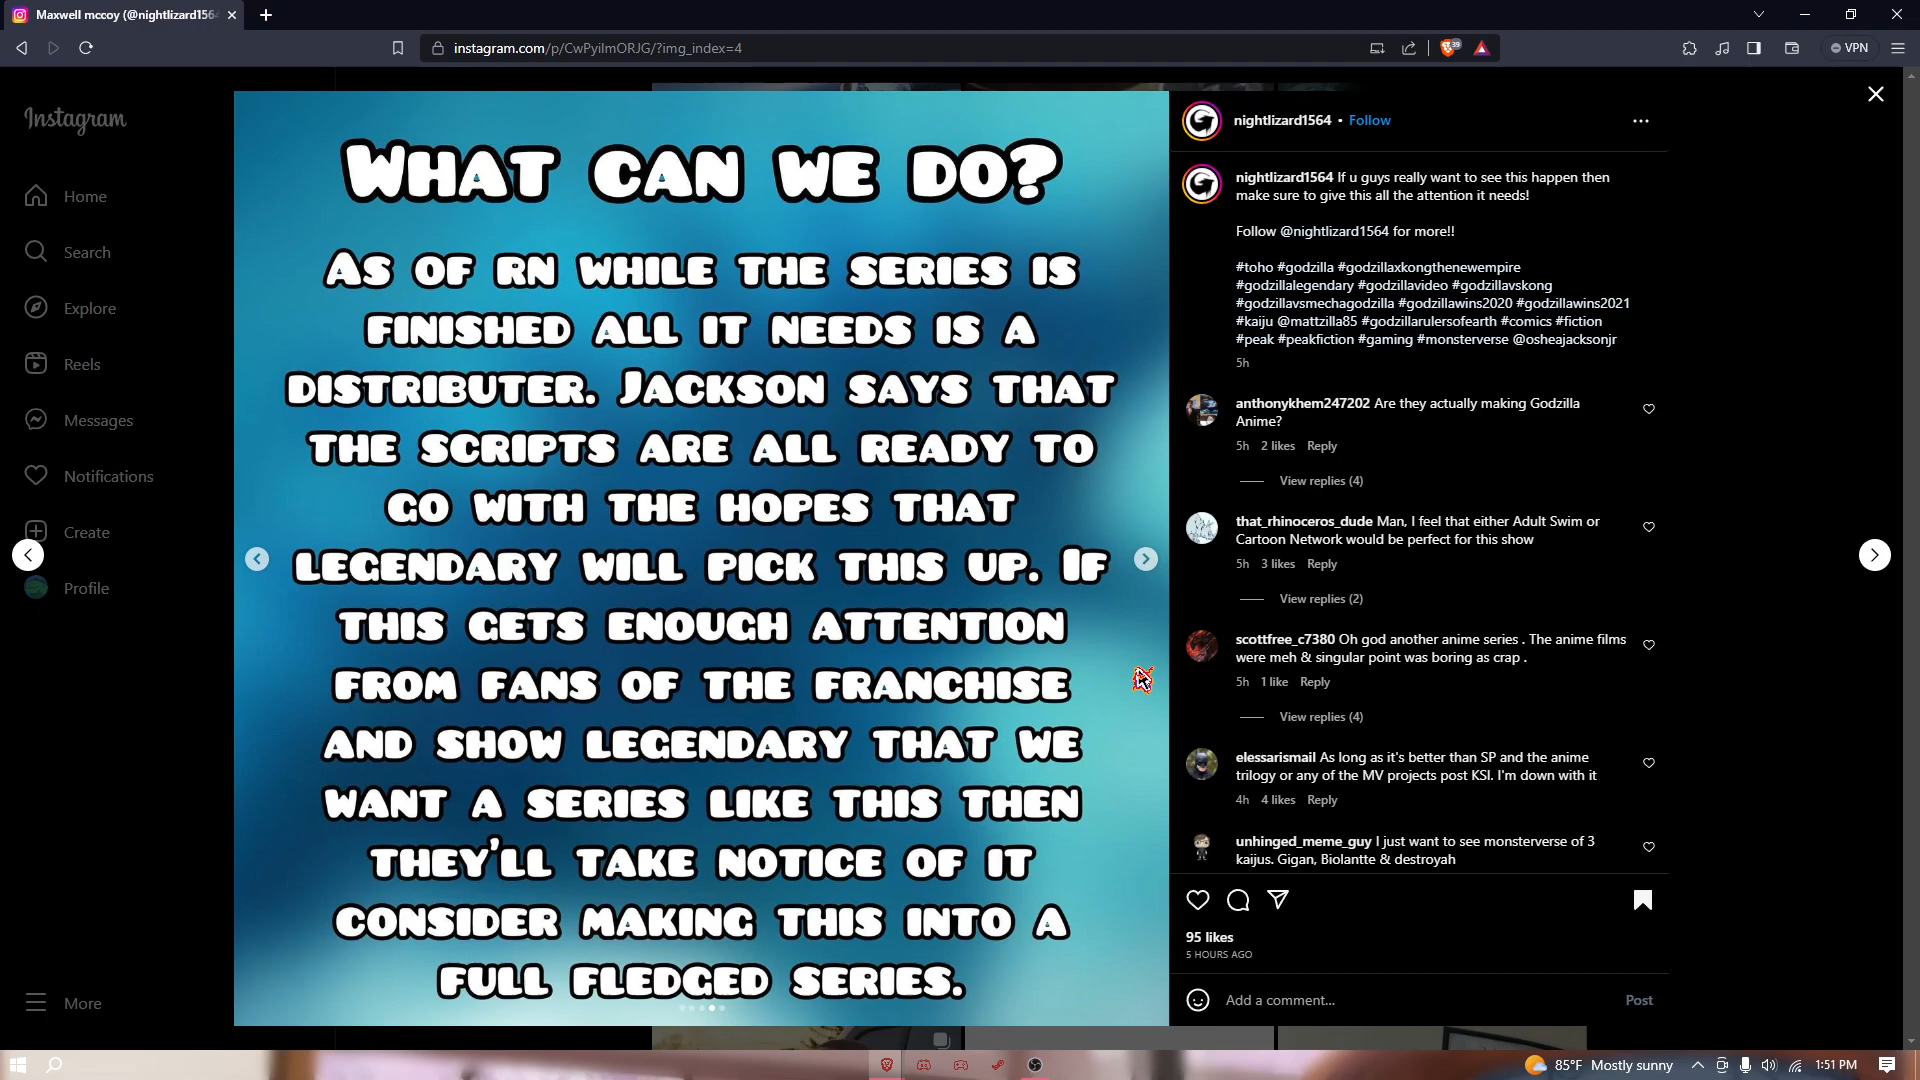 Maxwell mccoy (@nightlizard156
instagram.com/p/CwPyilmORJG/?img_index=4
39
VPN
Instagram
Home
Search
Explore
Reels
Messages
Notifications
Create
Profile
More
What can we do?
As of rn while the series is
finished all it needs is a
distributer. Jackson says that
the scripts are all ready to
go with the hopes that
legendary will pick this up. If
this gets enough attention
from fans of the franchise
and show legendary that we
want a series like this then
they'll take notice of it
consider making this into a
full fledged series.
nightlizard1564 • Follow
nightlizard1564 If u guys really want to see this happen then
make sure to give this all the attention it needs!
Follow @nightlizard1564 for more!!
#toho #godzilla #godzillaxkongthenewempire
#godzillalegendary #godzillavideo #godzillavskong
#godzillavsmechagodzilla #godzillawins2020 #godzillawins2021
#kaiju @mattzilla85 #godzillarulersofearth #comics #fiction
#peak #peakfiction #gaming #monsterverse @osheajacksonjr
5h
anthonykhem247202 Are they actually making Godzilla
Anime?
5h 2 likes Reply
View replies (4)
that_rhinoceros_dude Man, I feel that either Adult Swim or
Cartoon Network would be perfect for this show
5h 3 likes Reply
View replies (2)
scottfree_c7380 Oh god another anime series . The anime films
were meh & singular point was boring as crap .
5h 1 like Reply
View replies (4)
elessarismail As long as it's better than SP and the anime
trilogy or any of the MV projects post KSI. I'm down with it
4h 4 likes Reply
unhinged_meme_guy I just want to see monsterverse of 3
kaijus. Gigan, Biolantte & destroyah
95 likes
5 HOURS AGO
Add a comment...
Post
85°F Mostly sunny
1:51 PM